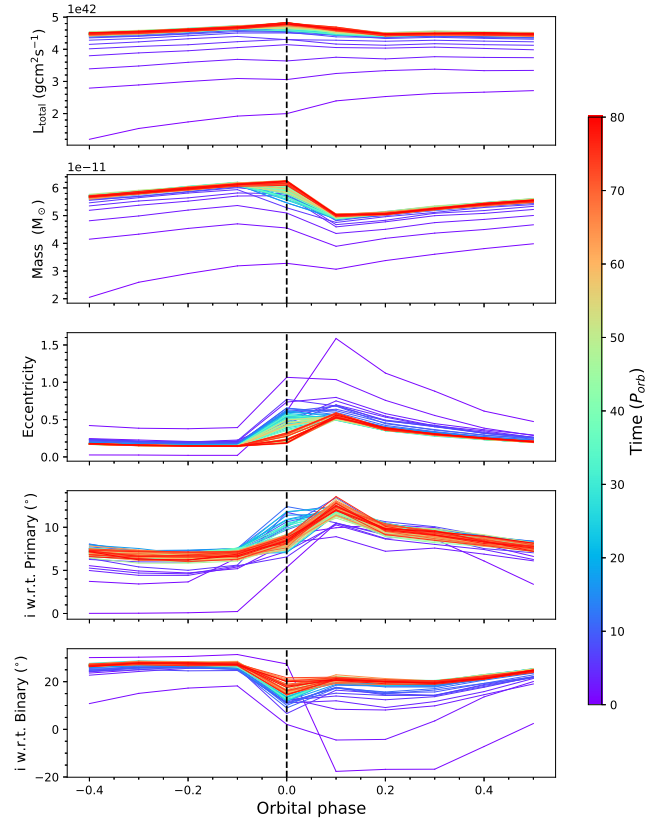 1e42
5
4
3
2
L_total (gcm²s⁻¹)
1e−11
6
5
4
3
2
Mass (M_⊙)
1.5
1.0
0.5
0.0
Eccentricity
10
5
0
i w.r.t. Primary (°)
20
0
−20
i w.r.t. Binary (°)
−0.4 −0.2 0.0 0.2 0.4
Orbital phase
80
70
60
50
40
30
20
10
0
Time (P_orb)